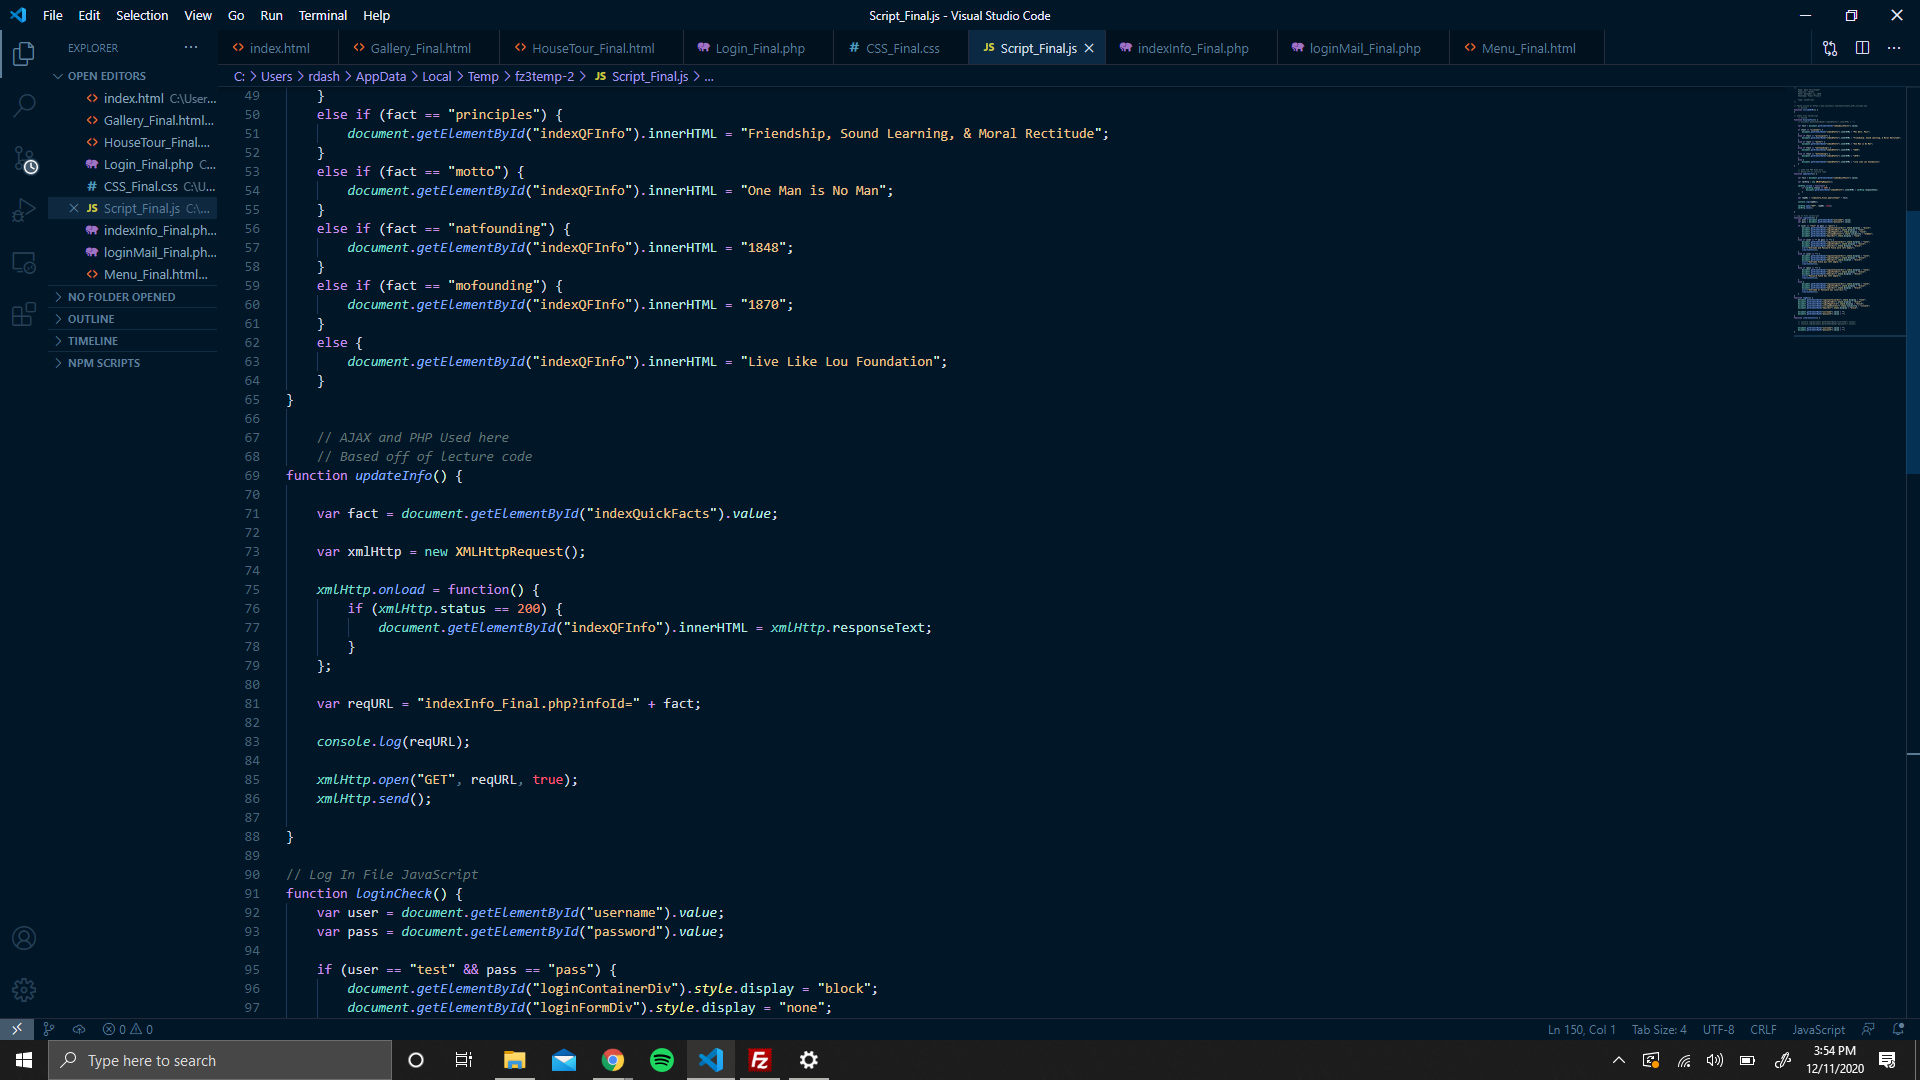 File Edit Selection View Go Run Terminal Help
Script_Final.js - Visual Studio Code
EXPLORER
index.html Gallery_Final.html HouseTour_Final.html Login_Final.php CSS_Final.css JS Script_Final.js indexInfo_Final.php loginMail_Final.php Menu_Final.html
C: > Users > rdash > AppData > Local > Temp > fz3temp-2 > JS Script_Final.js > ...
OPEN EDITORS
index.html C:\User...
Gallery_Final.html...
HouseTour_Final....
Login_Final.php C...
CSS_Final.css C:\U...
JS Script_Final.js C:\...
indexInfo_Final.ph...
loginMail_Final.ph...
Menu_Final.html...
NO FOLDER OPENED
OUTLINE
TIMELINE
NPM SCRIPTS
49 }
50 else if (fact == "principles") {
51 document.getElementById("indexQFInfo").innerHTML = "Friendship, Sound Learning, & Moral Rectitude";
52 }
53 else if (fact == "motto") {
54 document.getElementById("indexQFInfo").innerHTML = "One Man is No Man";
55 }
56 else if (fact == "natfounding") {
57 document.getElementById("indexQFInfo").innerHTML = "1848";
58 }
59 else if (fact == "mofounding") {
60 document.getElementById("indexQFInfo").innerHTML = "1870";
61 }
62 else {
63 document.getElementById("indexQFInfo").innerHTML = "Live Like Lou Foundation";
64 }
65 }
66
67 // AJAX and PHP Used here
68 // Based off of lecture code
69 function updateInfo() {
70
71 var fact = document.getElementById("indexQuickFacts").value;
72
73 var xmlHttp = new XMLHttpRequest();
74
75 xmlHttp.onload = function() {
76 if (xmlHttp.status == 200) {
77 document.getElementById("indexQFInfo").innerHTML = xmlHttp.responseText;
78 }
79 };
80
81 var reqURL = "indexInfo_Final.php?infoId=" + fact;
82
83 console.log(reqURL);
84
85 xmlHttp.open("GET", reqURL, true);
86 xmlHttp.send();
87
88 }
89
90 // Log In File JavaScript
91 function loginCheck() {
92 var user = document.getElementById("username").value;
93 var pass = document.getElementById("password").value;
94
95 if (user == "test" && pass == "pass") {
96 document.getElementById("loginContainerDiv").style.display = "block";
97 document.getElementById("loginFormDiv").style.display = "none";
0 0
Ln 150, Col 1 Tab Size: 4 UTF-8 CRLF JavaScript
Type here to search
3:54 PM
12/11/2020